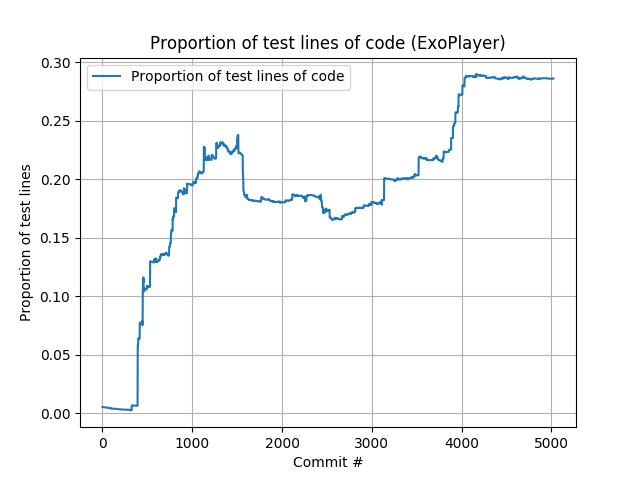 Proportion of test lines of code (ExoPlayer)
Proportion of test lines of code
0.30
0.25
0.20
0.15
0.10
0.05
0.00
Proportion of test lines
0 1000 2000 3000 4000 5000
Commit #